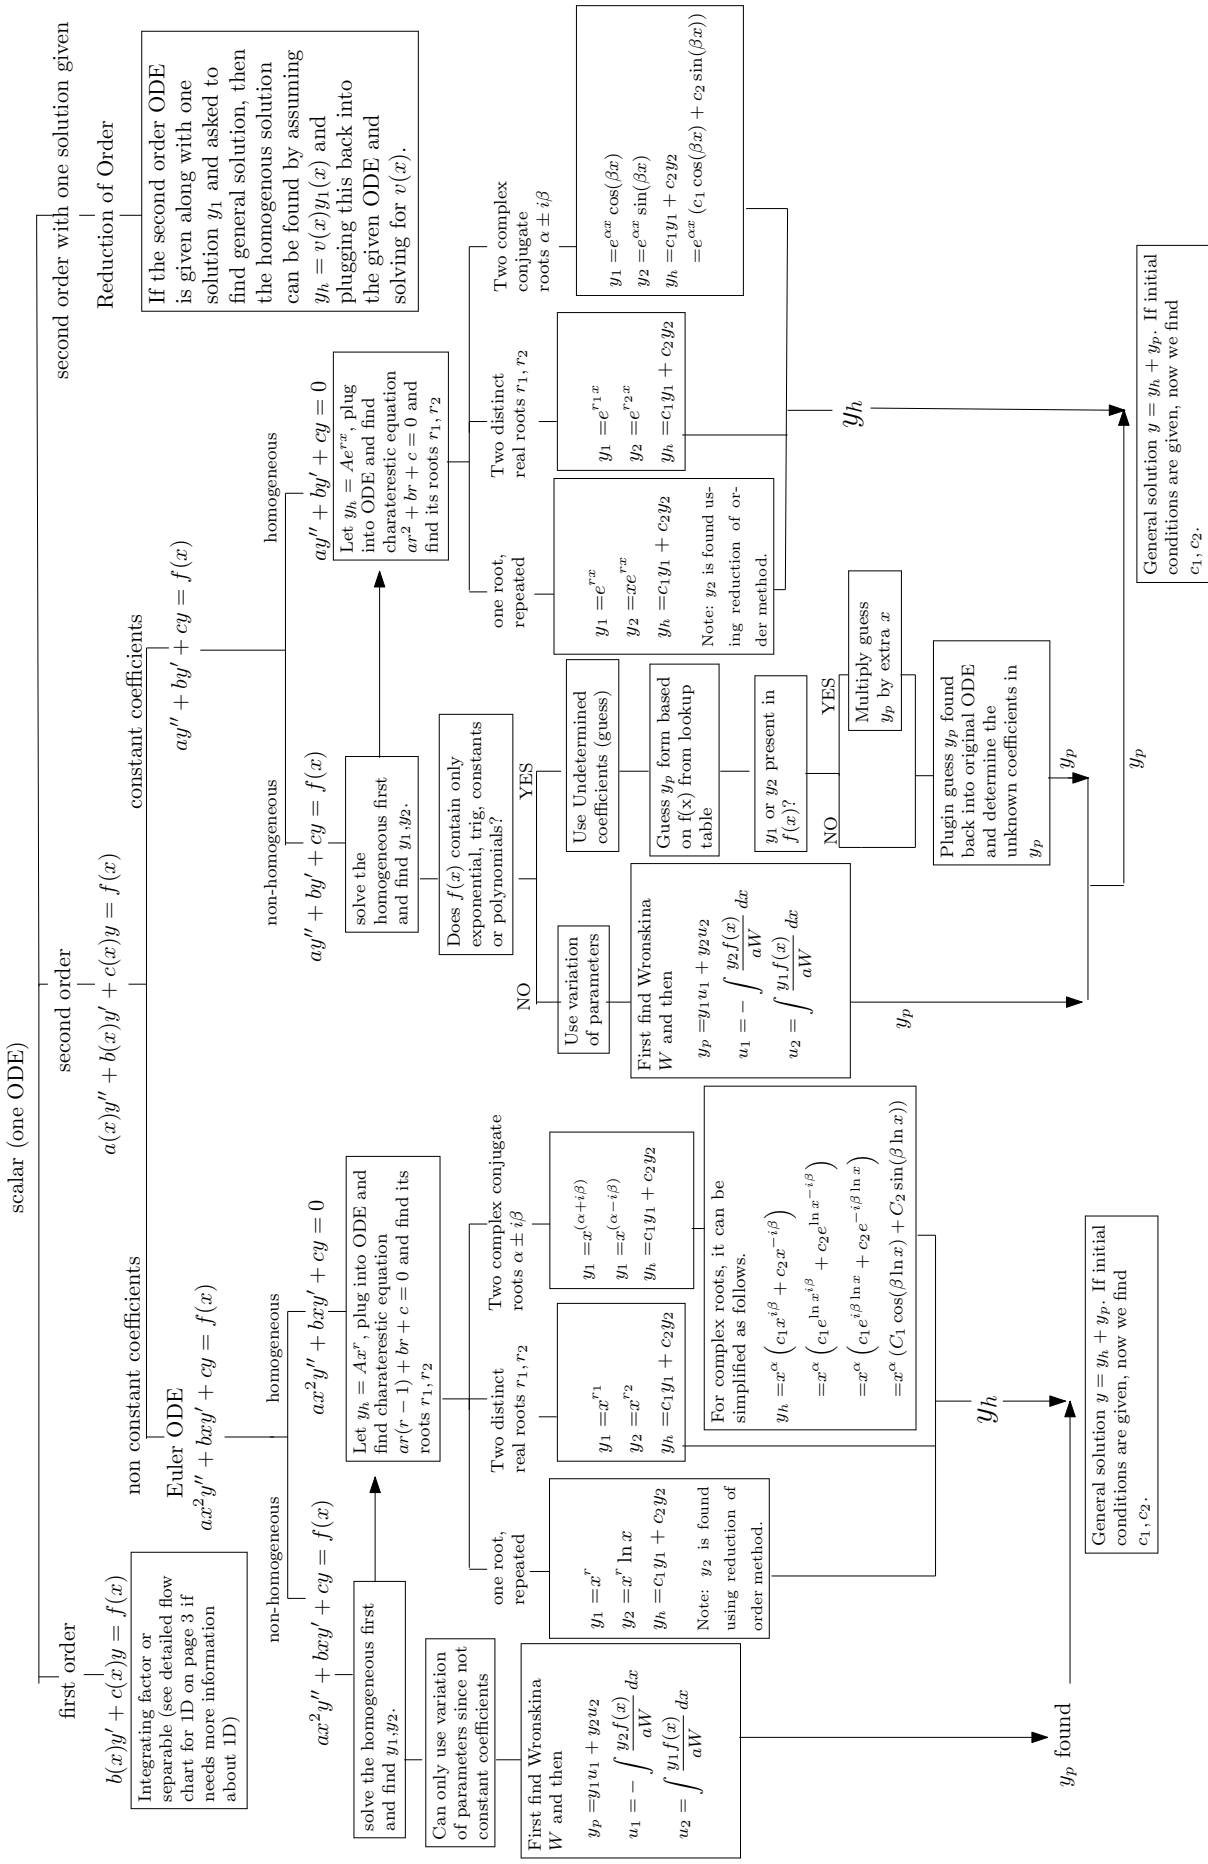 scalar (one ODE)
first order
b(x)y′ + c(x)y = f(x)
Integrating factor or
separable (see detailed flow
chart for 1D on page 3 if
needs more information
about 1D)
second order
a(x)y″ + b(x)y′ + c(x)y = f(x)
second order with one solution given
Reduction of Order
If the second order ODE
is given along with one
solution y₁ and asked to
find general solution, then
the homogenous solution
can be found by assuming
y_h = v(x)y₁(x) and
plugging this back into
the given ODE and
solving for v(x).
non constant coefficients
Euler ODE
ax²y″ + bxy′ + cy = f(x)
non-homogeneous
ax²y″ + bxy′ + cy = f(x)
solve the homogeneous first
and find y₁,y₂.
Can only use variation
of parameters since not
constant coefficients
First find Wronskina
W and then
y_p =y₁u₁ + y₂u₂
u₁ = − ∫ y₂f(x)/aW dx
u₂ = ∫ y₁f(x)/aW dx
y_p found
homogeneous
ax²y″ + bxy′ + cy = 0
Let y_h = Ax^r, plug into ODE and
find charaterestic equation
ar(r − 1) + br + c = 0 and find its
roots r₁, r₂
one root,
repeated
y₁ =x^r
y₂ =x^r ln x
y_h =c₁y₁ + c₂y₂
Note: y₂ is found
using reduction of
order method.
Two distinct
real roots r₁, r₂
y₁ =x^{r₁}
y₂ =x^{r₂}
y_h =c₁y₁ + c₂y₂
Two complex conjugate
roots α ± iβ
y₁ =x^{(α+iβ)}
y₁ =x^{(α−iβ)}
y_h =c₁y₁ + c₂y₂
For complex roots, it can be
simplified as follows.
y_h =x^α (c₁x^{iβ} + c₂x^{−iβ})
=x^α (c₁e^{ln x^{iβ}} + c₂e^{ln x^{−iβ}})
=x^α (c₁e^{iβ ln x} + c₂e^{−iβ ln x})
=x^α (C₁ cos(β ln x) + C₂ sin(β ln x))
y_h
General solution y = y_h + y_p. If initial
conditions are given, now we find
c₁, c₂.
constant coefficients
ay″ + by′ + cy = f(x)
non-homogeneous
ay″ + by′ + cy = f(x)
solve the
homogeneous first
and find y₁,y₂.
Does f(x) contain only
exponential, trig, constants
or polynomials?
NO
Use variation
of parameters
First find Wronskina
W and then
y_p =y₁u₁ + y₂u₂
u₁ = − ∫ y₂f(x)/aW dx
u₂ = ∫ y₁f(x)/aW dx
y_p
YES
Use Undetermined
coefficients (guess)
Guess y_p form based
on f(x) from lookup
table
y₁ or y₂ present in
f(x)?
NO
YES
Multiply guess
y_p by extra x
Plugin guess y_p found
back into original ODE
and determine the
unknown coefficients in
y_p
y_p
y_p
homogeneous
ay″ + by′ + cy = 0
Let y_h = Ae^{rx}, plug
into ODE and find
charaterestic equation
ar² + br + c = 0 and
find its roots r₁, r₂
one root,
repeated
y₁ =e^{rx}
y₂ =xe^{rx}
y_h =c₁y₁ + c₂y₂
Note: y₂ is found us-
ing reduction of or-
der method.
Two distinct
real roots r₁, r₂
y₁ =e^{r₁x}
y₂ =e^{r₂x}
y_h =c₁y₁ + c₂y₂
Two complex
conjugate
roots α ± iβ
y₁ =e^{αx} cos(βx)
y₂ =e^{αx} sin(βx)
y_h =c₁y₁ + c₂y₂
=e^{αx} (c₁ cos(βx) + c₂ sin(βx))
y_h
General solution y = y_h + y_p. If initial
conditions are given, now we find
c₁, c₂.